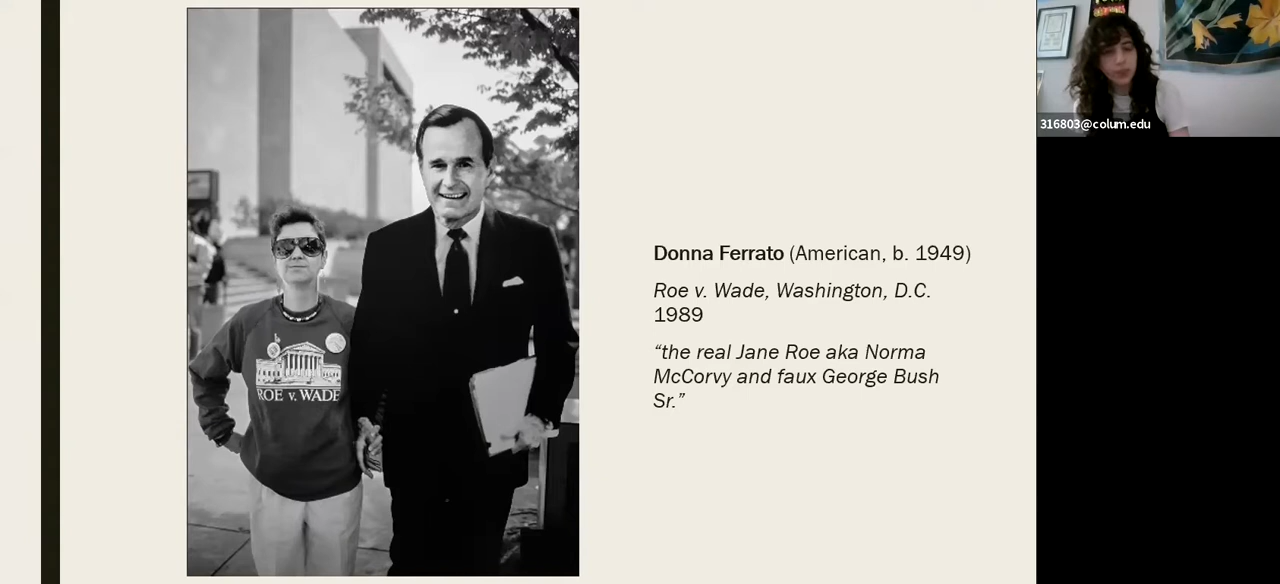 ROE v. WADE
Donna Ferrato (American, b. 1949)
Roe v. Wade, Washington, D.C.
1989
“the real Jane Roe aka Norma
McCorvy and faux George Bush
Sr.”
316803@colum.edu